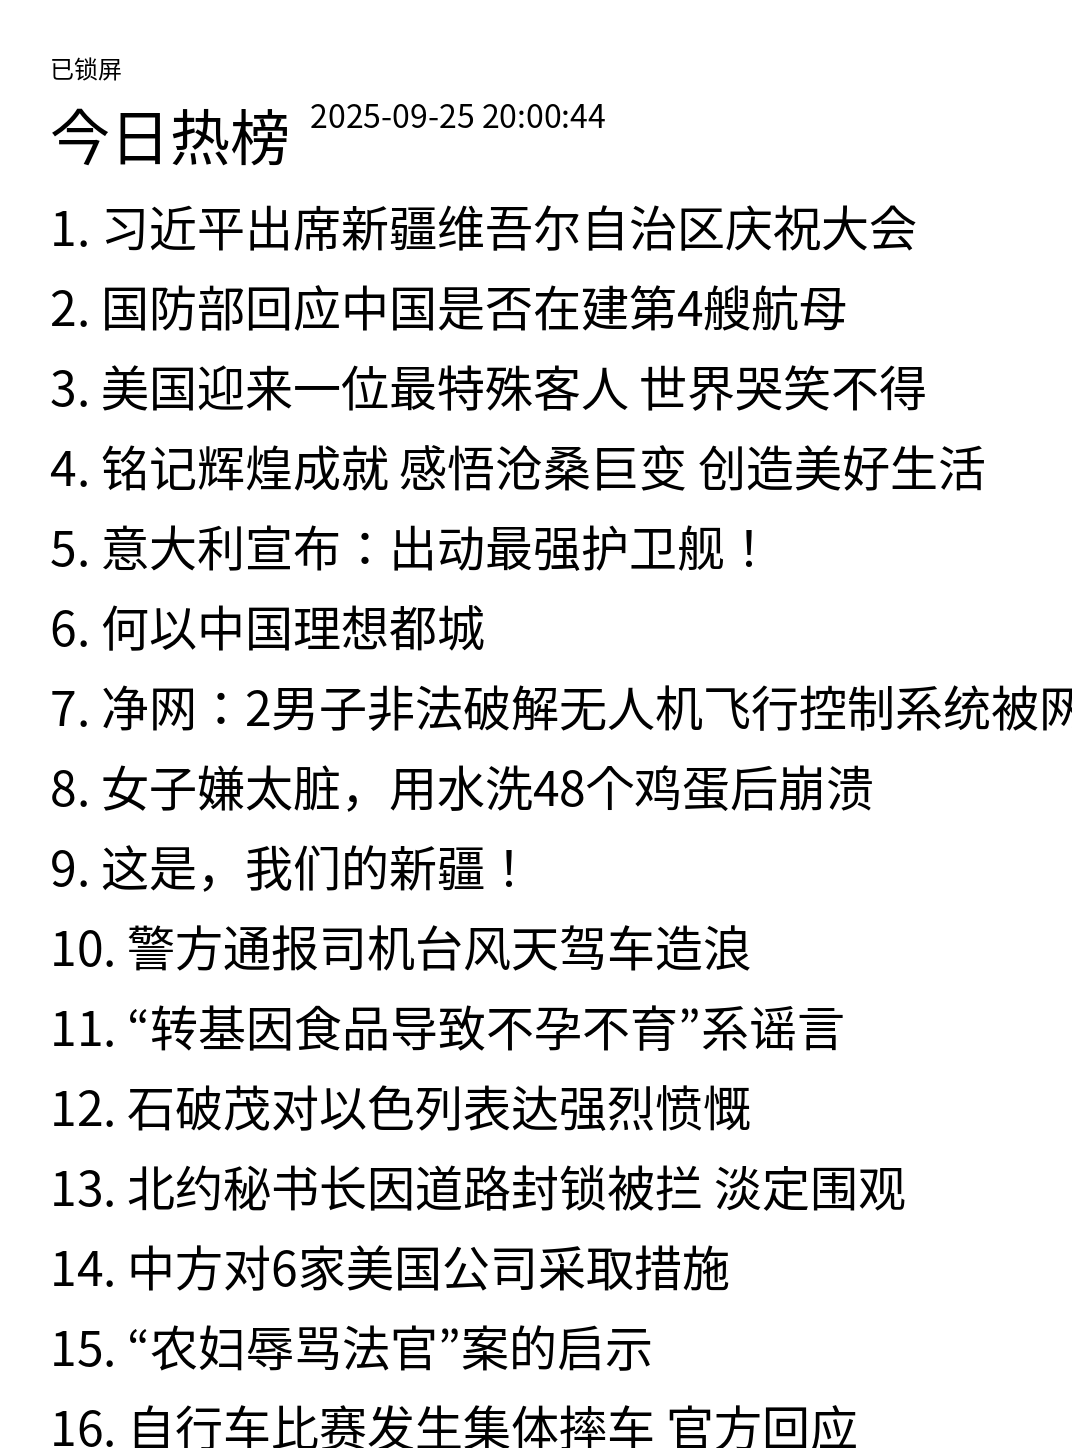 已锁屏
今日热榜 2025-09-25 20:00:44
1. 习近平出席新疆维吾尔自治区庆祝大会
2. 国防部回应中国是否在建第4艘航母
3. 美国迎来一位最特殊客人 世界哭笑不得
4. 铭记辉煌成就 感悟沧桑巨变 创造美好生活
5. 意大利宣布：出动最强护卫舰！
6. 何以中国理想都城
7. 净网：2男子非法破解无人机飞行控制系统被网
8. 女子嫌太脏，用水洗48个鸡蛋后崩溃
9. 这是，我们的新疆！
10. 警方通报司机台风天驾车造浪
11. “转基因食品导致不孕不育”系谣言
12. 石破茂对以色列表达强烈愤慨
13. 北约秘书长因道路封锁被拦 淡定围观
14. 中方对6家美国公司采取措施
15. “农妇辱骂法官”案的启示
16. 自行车比赛发生集体摔车 官方回应